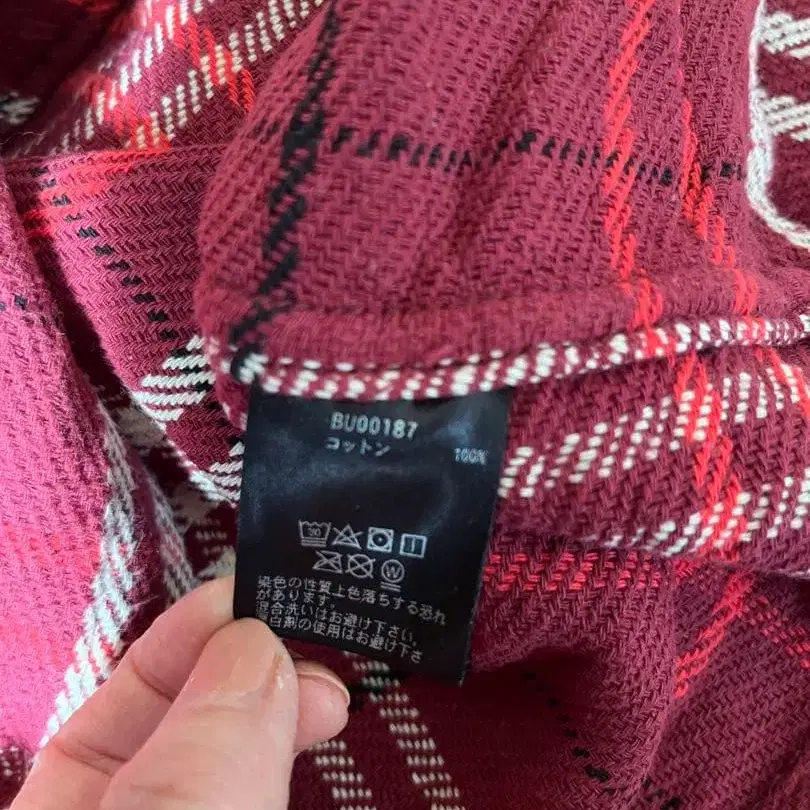 BU00187
コットン 100%
30
W
染色の性質上色落ちする恐れ
があります。
混合洗いはお避け下さい。
白剤の使用はお避け下さ